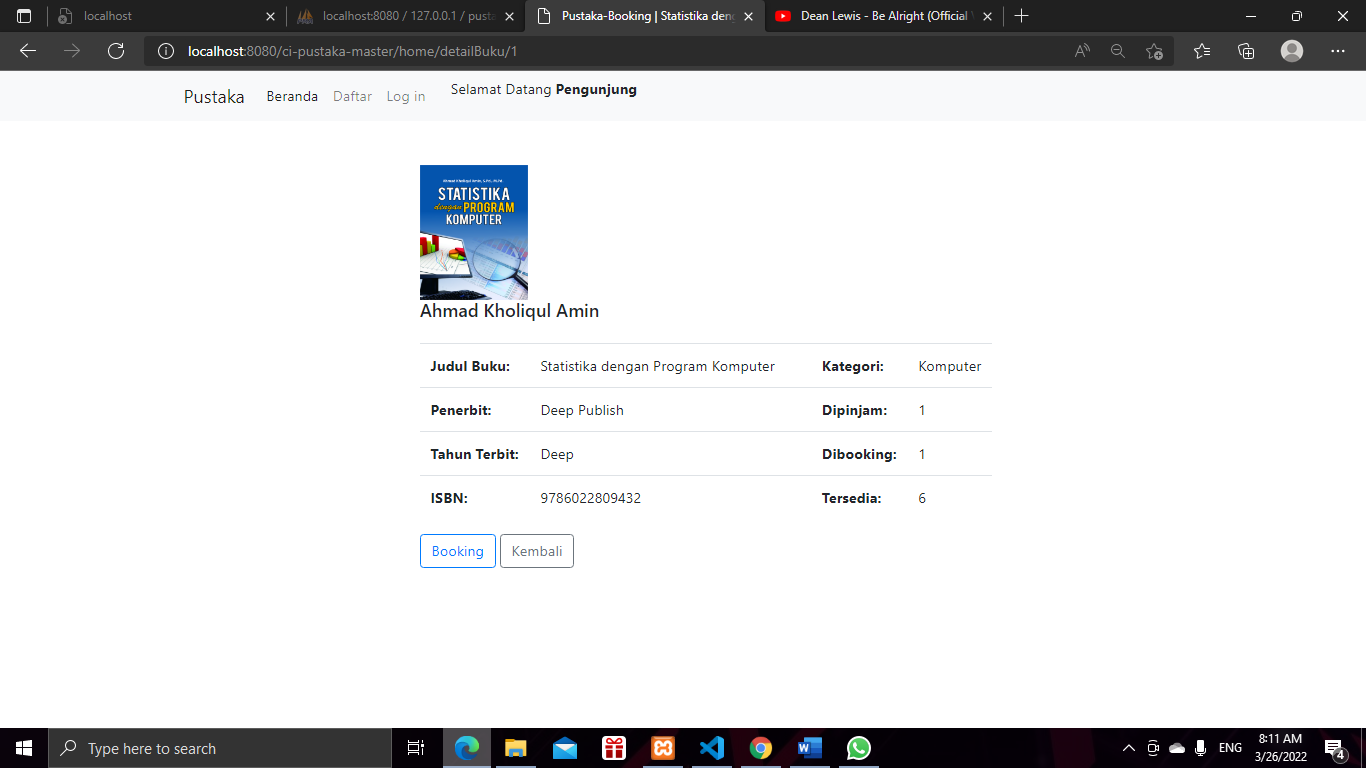 localhost
localhost:8080 / 127.0.0.1 / pusta
Pustaka-Booking | Statistika den
Dean Lewis - Be Alright (Official
localhost:8080/ci-pustaka-master/home/detailBuku/1
Pustaka Beranda Daftar Log in Selamat Datang Pengunjung
Ahmad Kholiqul Amin, S.Pd., M.Pd
STATISTIKA
dengan PROGRAM
KOMPUTER
Ahmad Kholiqul Amin
Judul Buku: Statistika dengan Program Komputer Kategori: Komputer
Penerbit: Deep Publish Dipinjam: 1
Tahun Terbit: Deep Dibooking: 1
ISBN: 9786022809432 Tersedia: 6
Booking Kembali
Type here to search
ENG
8:11 AM
3/26/2022
4